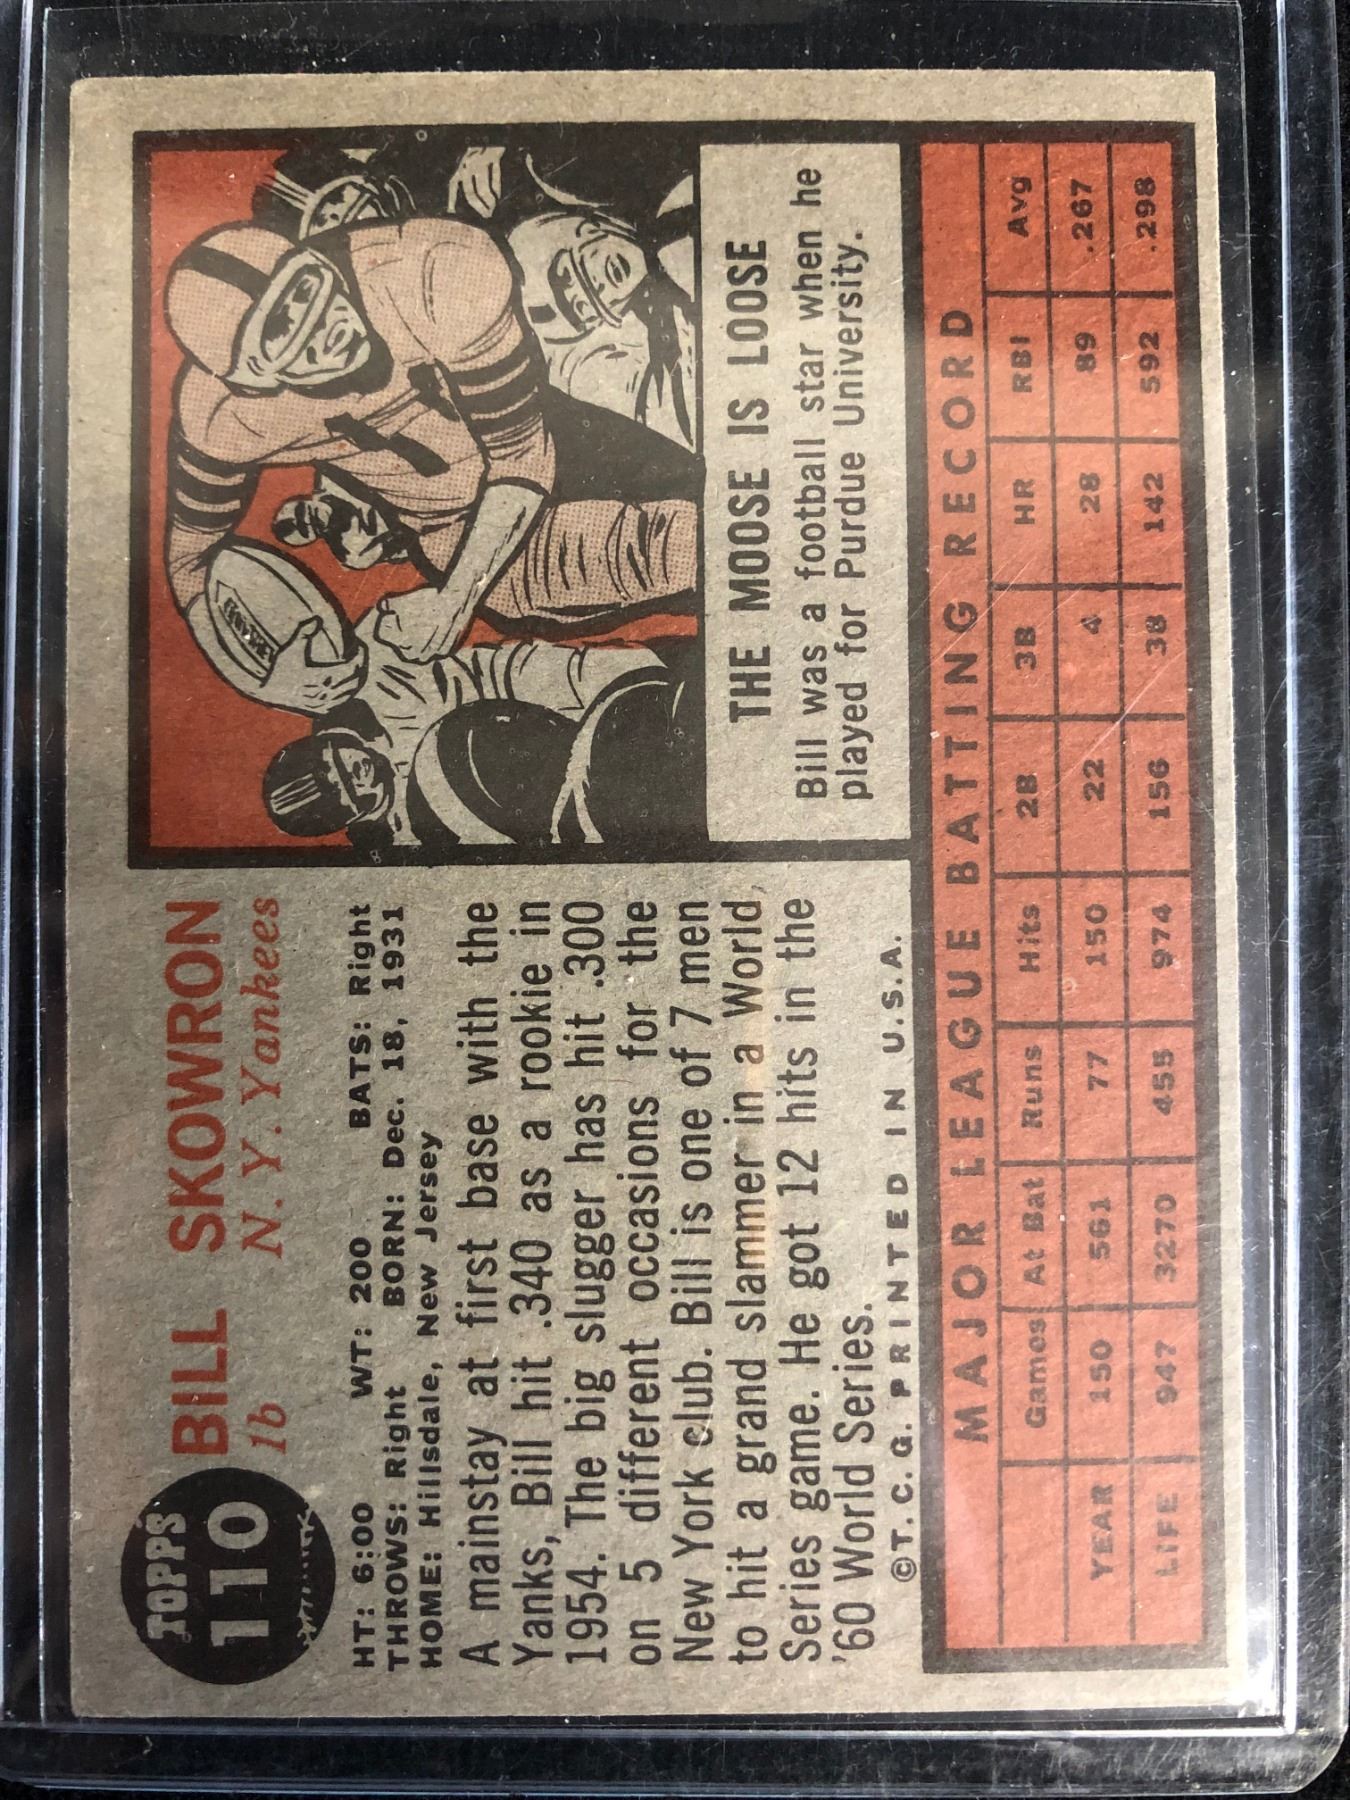 TOPPS
110
BILL SKOWRON
1b N. Y. Yankees
HT: 6:00 WT: 200 BATS: Right
THROWS: Right BORN: Dec. 18, 1931
HOME: Hillsdale, New Jersey
A mainstay at first base with the
Yanks, Bill hit .340 as a rookie in
1954. The big slugger has hit .300
on 5 different occasions for the
New York club. Bill is one of 7 men
to hit a grand slammer in a World
Series game. He got 12 hits in the
'60 World Series.
©T. C. G. PRINTED IN U.S.A.
THE MOOSE IS LOOSE
Bill was a football star when he
played for Purdue University.
MAJOR LEAGUE BATTING RECORD
Games At Bat Runs Hits 2B 3B HR RBI Avg
YEAR 150 561 77 150 22 4 28 89 .267
LIFE 947 3270 455 974 156 38 142 592 .298